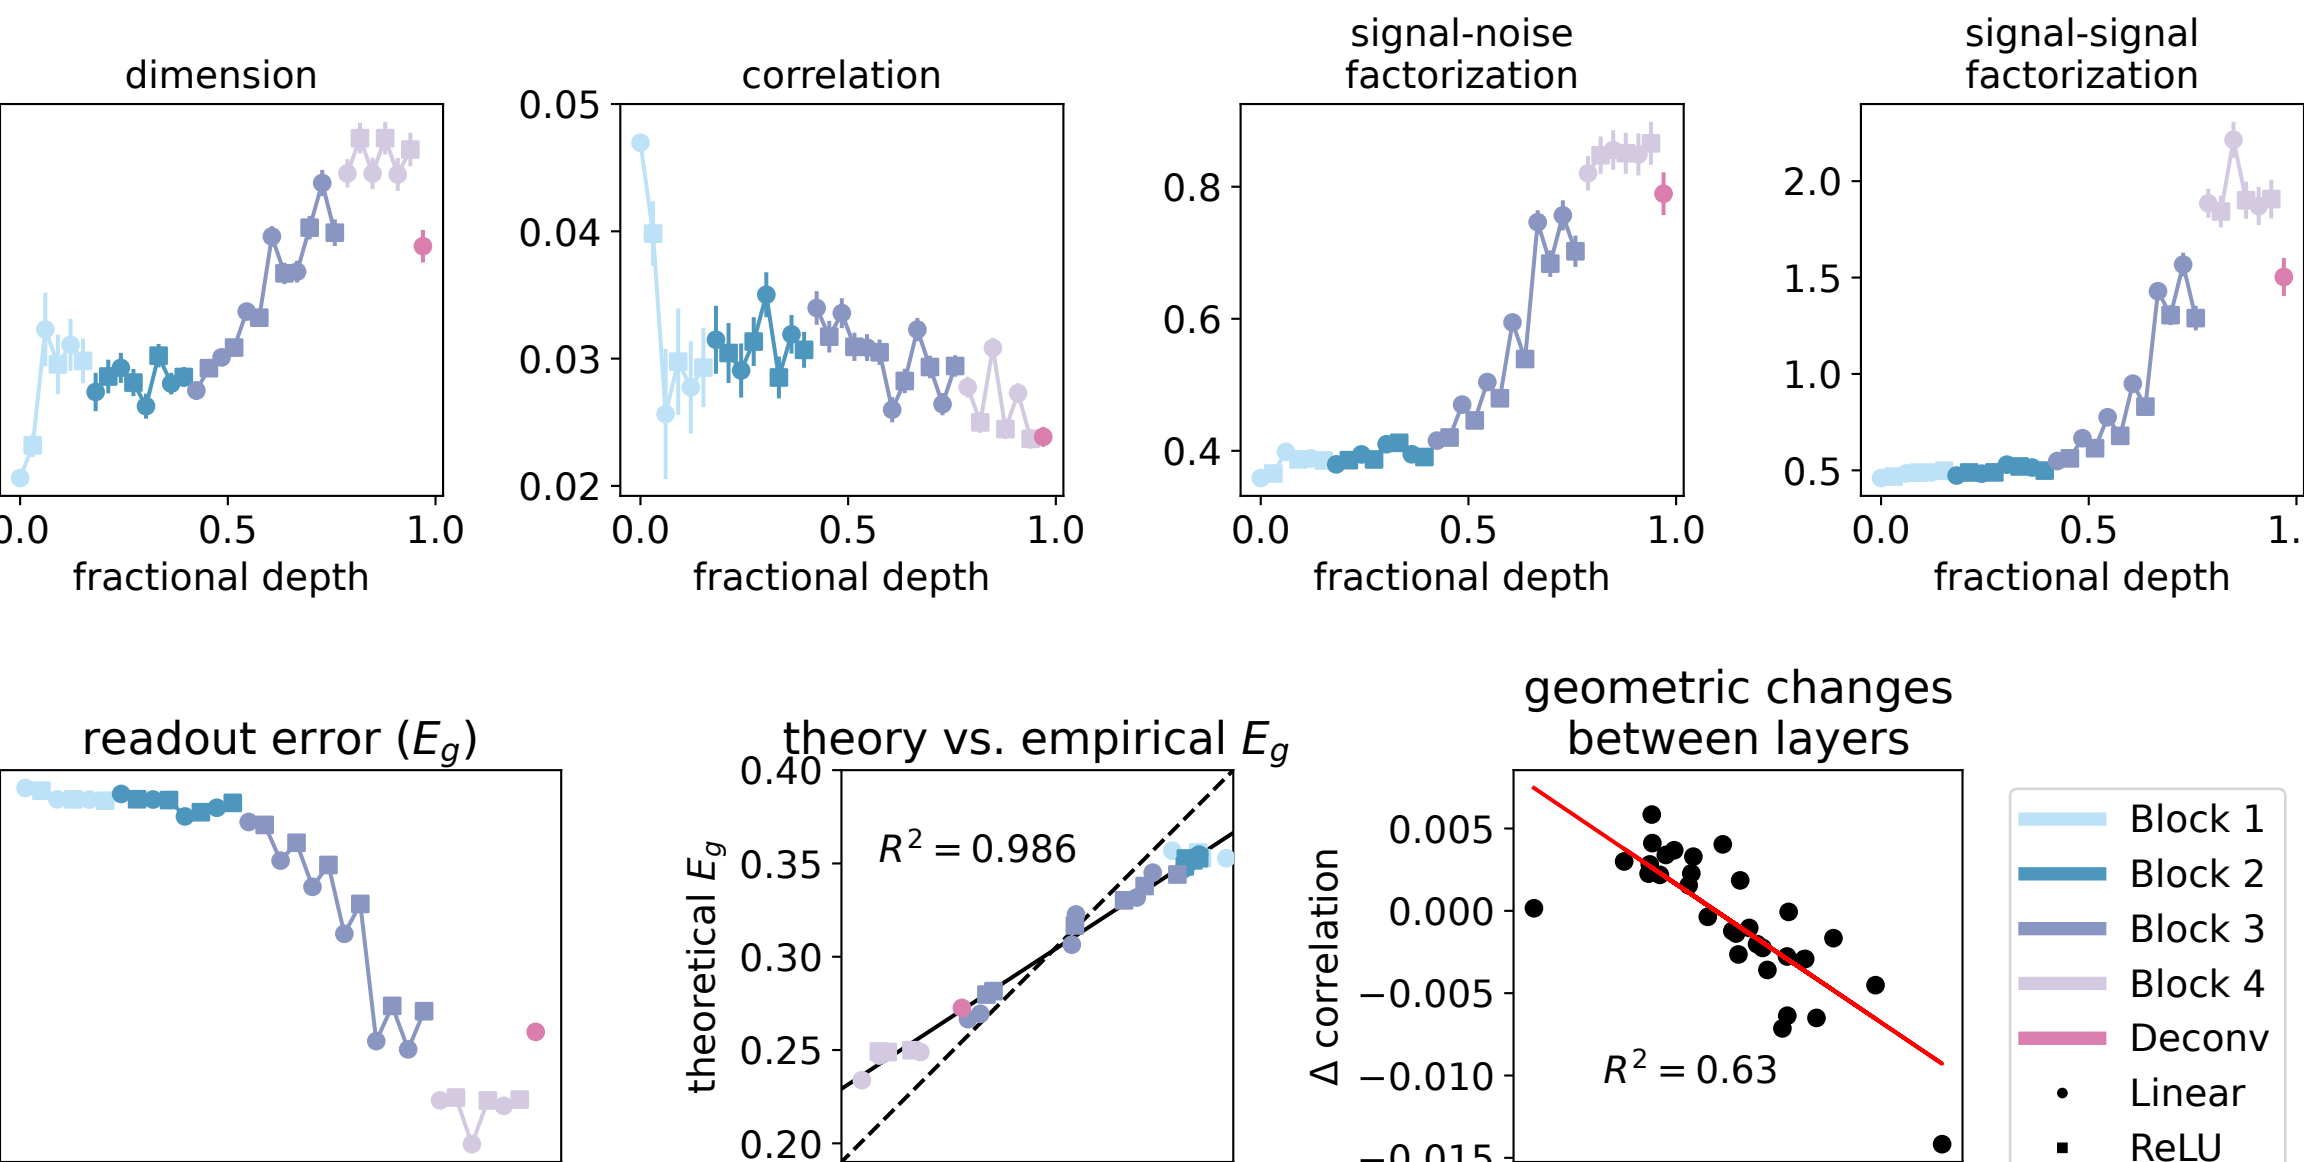 dimension
0.0
0.5
1.0
fractional depth
correlation
0.05
0.04
0.03
0.02
0.0
0.5
1.0
fractional depth
signal-noise
factorization
0.8
0.6
0.4
0.0
0.5
1.0
fractional depth
signal-signal
factorization
2.0
1.5
1.0
0.5
0.0
0.5
1.
fractional depth
readout error (E_g)
theory vs. empirical E_g
theoretical E_g
0.40
0.35
0.30
0.25
0.20
R² = 0.986
geometric changes
between layers
Δ correlation
0.005
0.000
−0.005
−0.010
−0.015
R² = 0.63
Block 1
Block 2
Block 3
Block 4
Deconv
Linear
ReLU